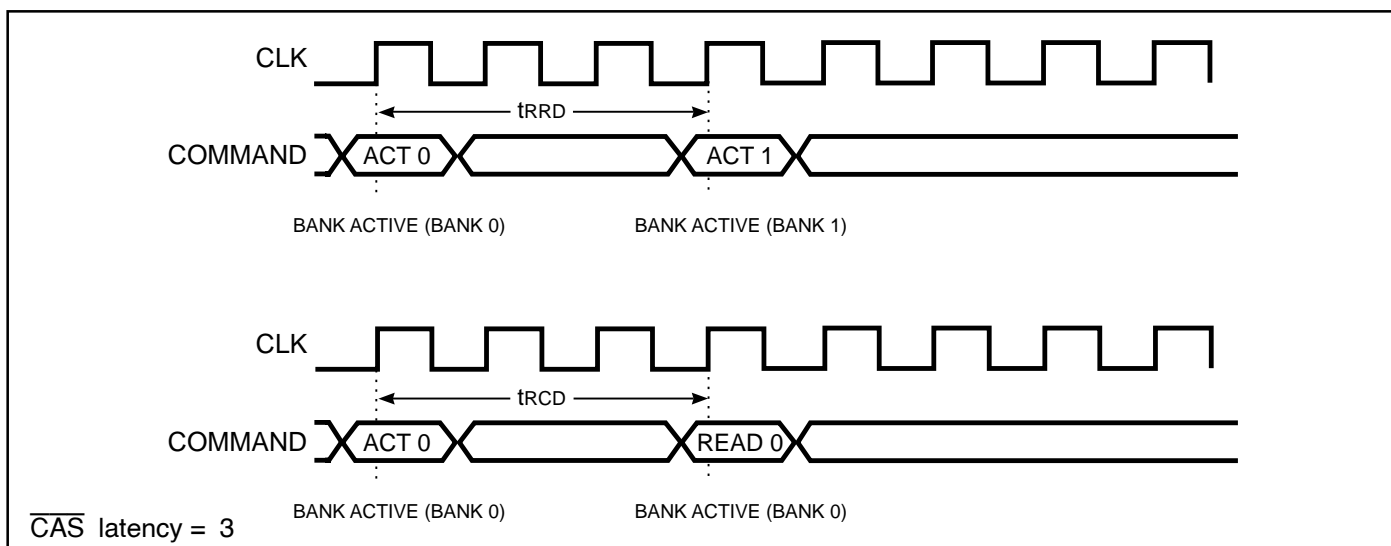 CLK
tRRD
COMMAND ACT 0 ACT 1
BANK ACTIVE (BANK 0) BANK ACTIVE (BANK 1)
CLK
tRCD
COMMAND ACT 0 READ 0
BANK ACTIVE (BANK 0) BANK ACTIVE (BANK 0)
C̅A̅S̅ latency = 3